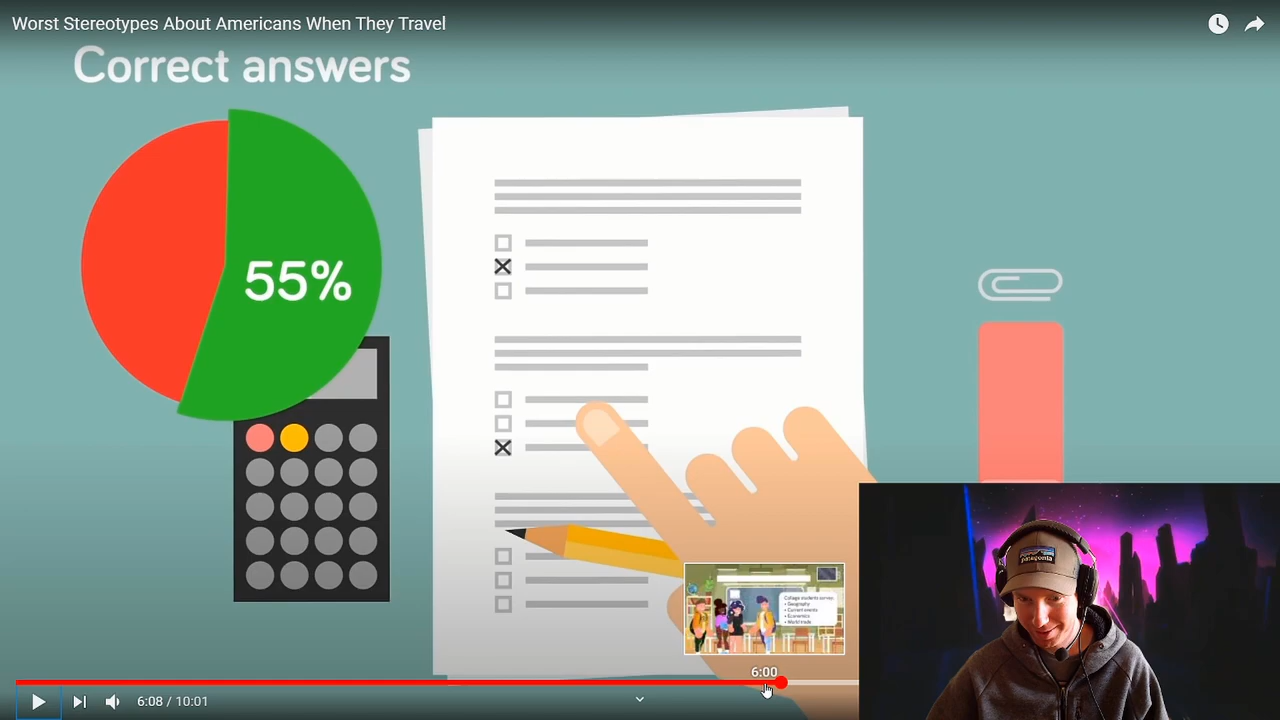 Worst Stereotypes About Americans When They Travel
Correct answers
55%
College students survey:
• Geography
• Current events
• Economics
• World trade
6:00
6:08 / 10:01
patagonia